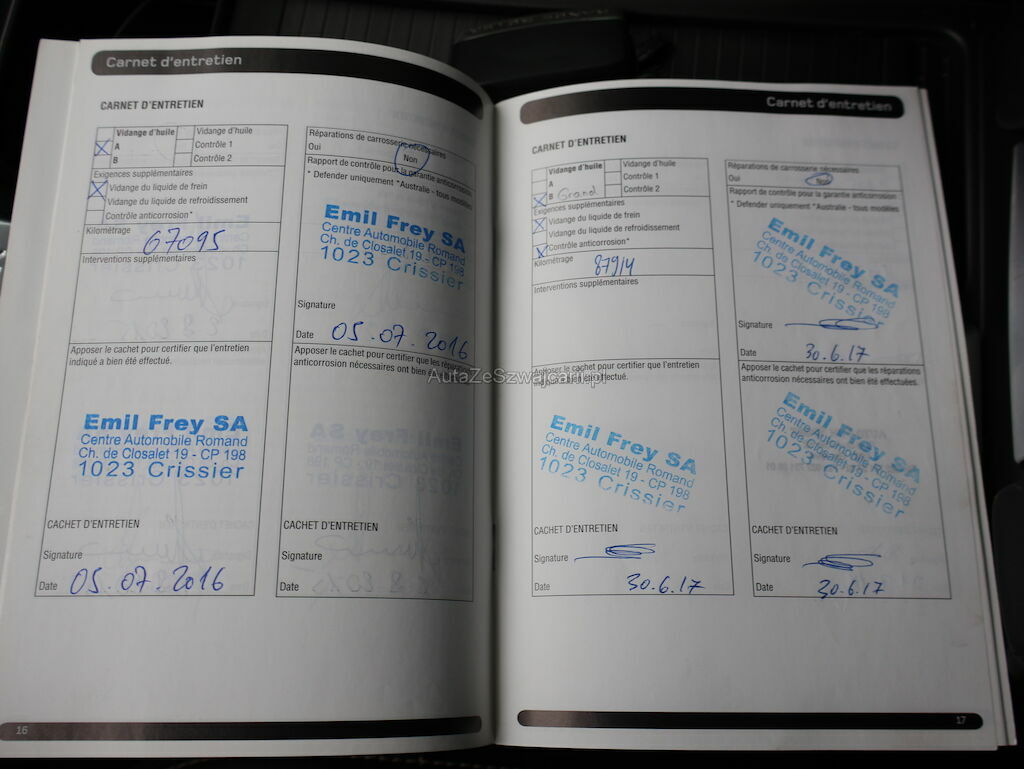 Carnet d'entretien
CARNET D'ENTRETIEN
Vidange d'huile
A
B
Vidange d'huile
Contrôle 1
Contrôle 2
Exigences supplémentaires
Vidange du liquide de frein
Vidange du liquide de refroidissement
Contrôle anticorrosion*
Kilométrage
67095
Interventions supplémentaires
Apposer le cachet pour certifier que l'entretien
indiqué a bien été effectué.
Emil Frey SA
Centre Automobile Romand
Ch. de Closalet 19 - CP 198
1023 Crissier
CACHET D'ENTRETIEN
Signature
Date 05.07.2016
Réparations de carrosserie nécessaires
Oui Non
Rapport de contrôle pour la garantie anticorrosion
* Defender uniquement "Australie - tous modèles
Emil Frey SA
Centre Automobile Romand
Ch. de Closalet 19 - CP 198
1023 Crissier
Signature
Date 05.07.2016
Apposer le cachet pour certifier que les réparations
anticorrosion nécessaires ont bien été
CACHET D'ENTRETIEN
Signature
Date
16
Carnet d'entretien
CARNET D'ENTRETIEN
Vidange d'huile
A
B Grand
Vidange d'huile
Contrôle 1
Contrôle 2
Exigences supplémentaires
Vidange du liquide de frein
Vidange du liquide de refroidissement
Contrôle anticorrosion*
Kilométrage
87914
Interventions supplémentaires
Apposer le cachet pour certifier que l'entretien
indiqué a bien été effectué.
Emil Frey SA
Centre Automobile Romand
Ch. de Closalet 19 - CP 198
1023 Crissier
CACHET D'ENTRETIEN
Signature
Date 30.6.17
Réparations de carrosserie nécessaires
Oui Non
Rapport de contrôle pour la garantie anticorrosion
* Defender uniquement "Australie - tous modèles
Emil Frey SA
Centre Automobile Romand
Ch. de Closalet 19 - CP 198
1023 Crissier
Signature
Date 30.6.17
Apposer le cachet pour certifier que les réparations
anticorrosion nécessaires ont bien été effectuées.
Emil Frey SA
Centre Automobile Romand
Ch. de Closalet 19 - CP 198
1023 Crissier
CACHET D'ENTRETIEN
Signature
Date 30.6.17
17
AutaZeSzwajcarii.pl